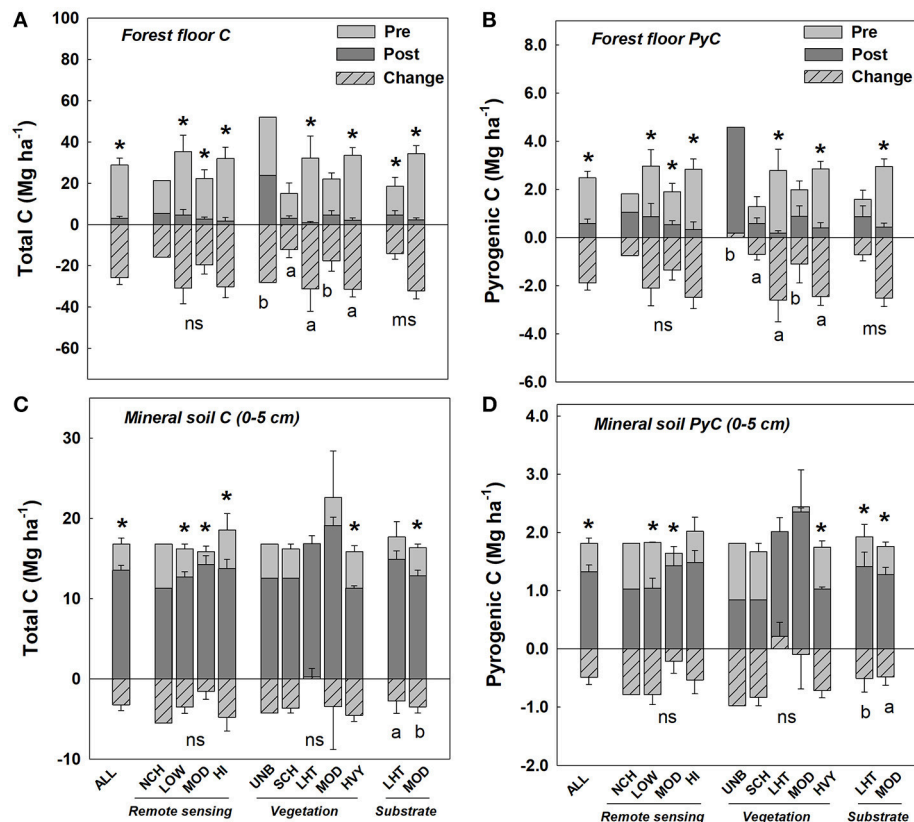 A
Forest floor C
Pre
Post
Change
Total C (Mg ha⁻¹)
100
80
60
40
20
0
-20
-40
-60
* * * * * * * *
ns
b
a
a
b
a
ms
B
Forest floor PyC
Pre
Post
Change
Pyrogenic C (Mg ha⁻¹)
8.0
6.0
4.0
2.0
0.0
-2.0
-4.0
-6.0
* * * * * * *
ns
b
a
a
b
a
ms
C
Mineral soil C (0-5 cm)
Total C (Mg ha⁻¹)
30
20
10
0
-10
* * * * * *
ns
ns
a
b
ALL
NCH
LOW
MOD
HI
UNB
SCH
LHT
MOD
HVY
LHT
MOD
Remote sensing
Vegetation
Substrate
D
Mineral soil PyC (0-5 cm)
Pyrogenic C (Mg ha⁻¹)
4.0
3.0
2.0
1.0
0.0
-1.0
-2.0
* * * * * *
ns
ns
b
a
ALL
NCH
LOW
MOD
HI
UNB
SCH
LHT
MOD
HVY
LHT
MOD
Remote sensing
Vegetation
Substrate